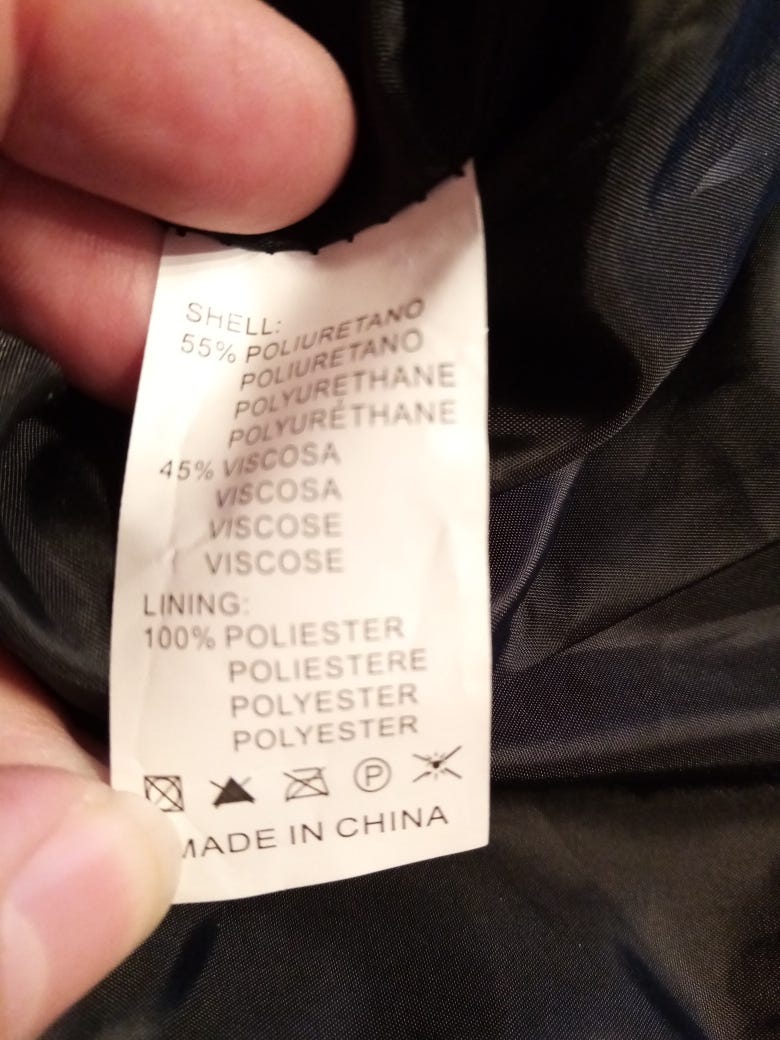 SHELL:
55% POLIURETANO
POLIURETANO
POLYURETHANE
POLYURÉTHANE
45% VISCOSA
VISCOSA
VISCOSE
VISCOSE
LINING:
100% POLIESTER
POLIESTERE
POLYESTER
POLYESTER
P
MADE IN CHINA